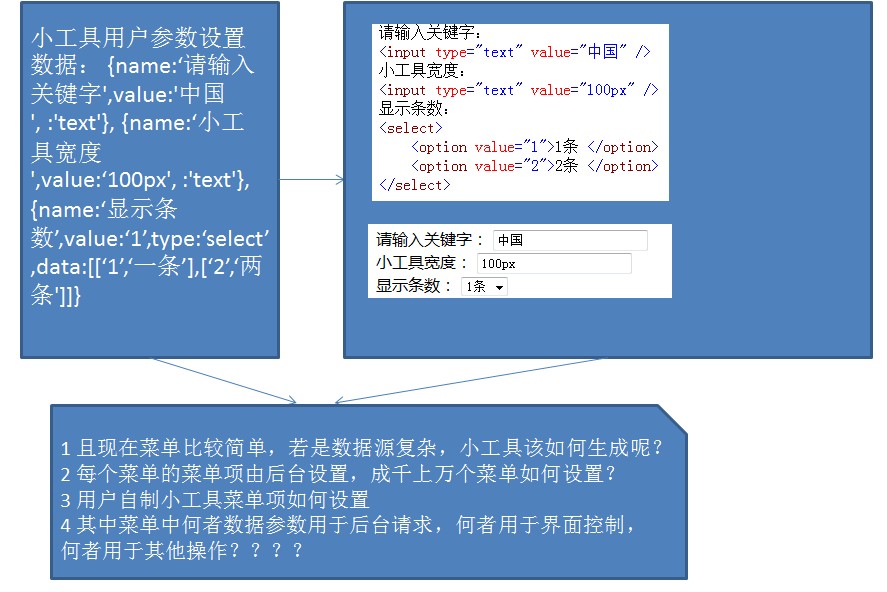 小工具用户参数设置
数据： {name:‘请输入
关键字',value:'中国
', :'text'}, {name:‘小工
具宽度
',value:‘100px', :'text'},
{name:‘显示条
数’,value:‘1’,type:‘select’
,data:[[‘1’,‘一条’],[‘2’,‘两
条']]}
请输入关键字:
<input type="text" value="中国" />
小工具宽度:
<input type="text" value="100px" />
显示条数:
<select>
<option value="1">1条 </option>
<option value="2">2条 </option>
</select>
请输入关键字： 中国
小工具宽度： 100px
显示条数： 1条
1 且现在菜单比较简单，若是数据源复杂，小工具该如何生成呢？
2 每个菜单的菜单项由后台设置，成千上万个菜单如何设置？
3 用户自制小工具菜单项如何设置
4 其中菜单中何者数据参数用于后台请求，何者用于界面控制，
何者用于其他操作？？？？